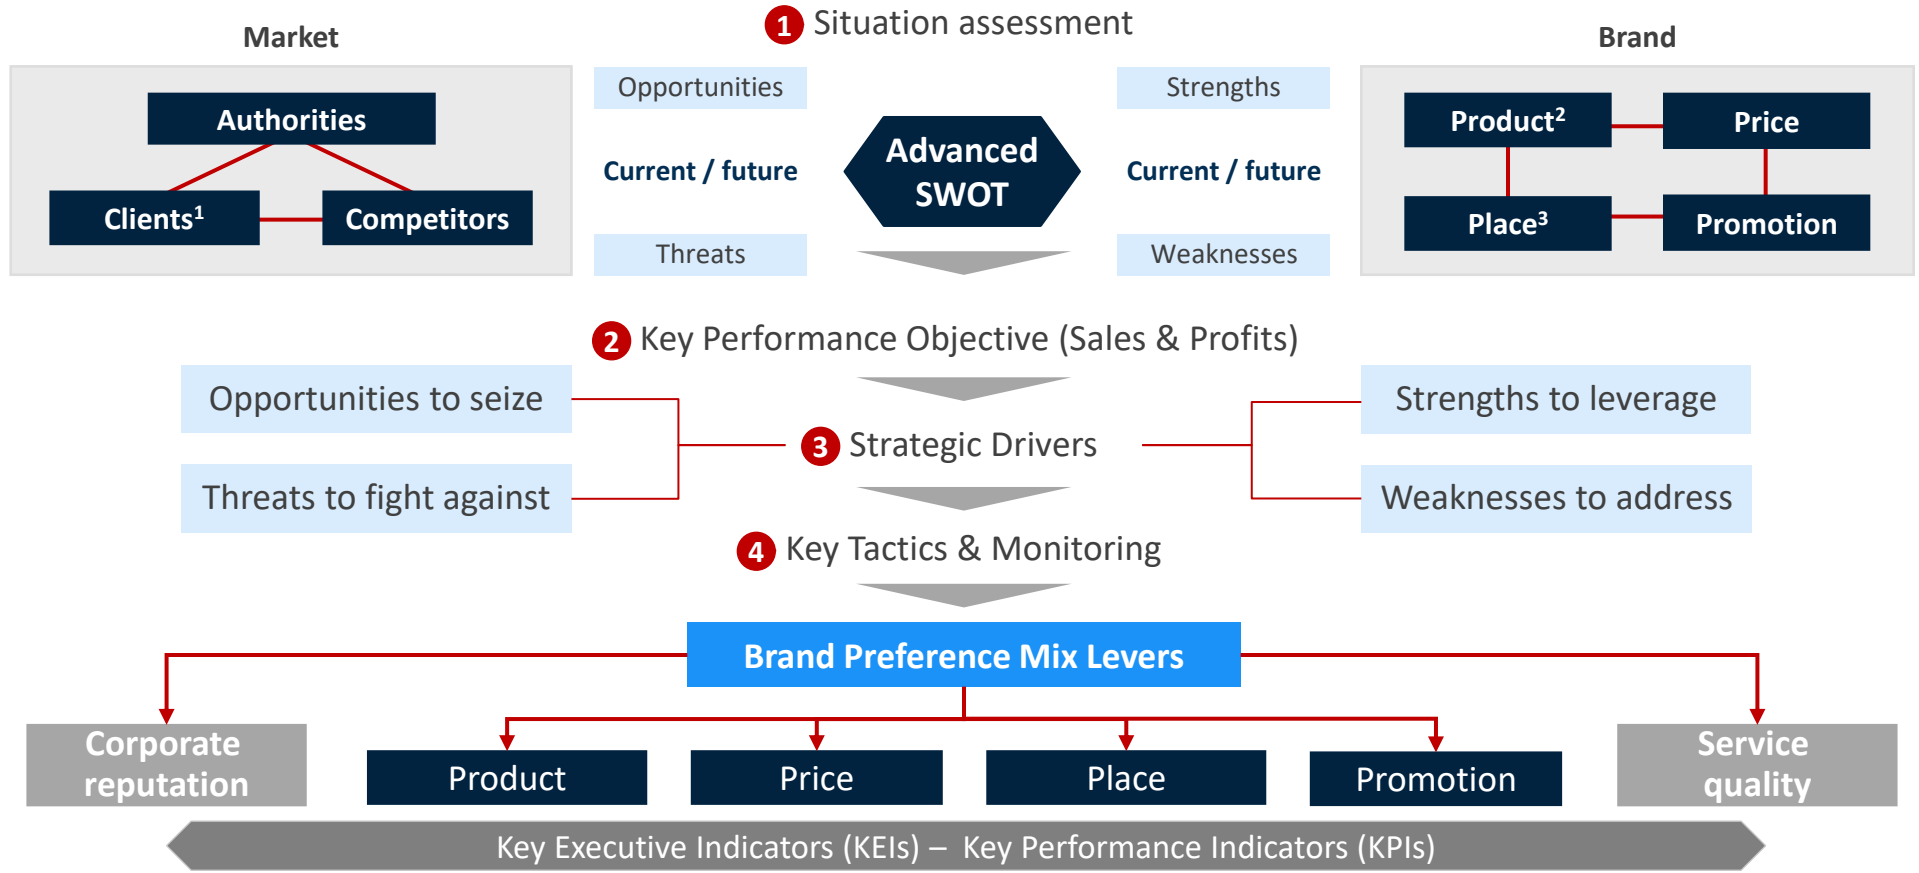 1 Situation assessment
Market
Brand
Authorities
Clients¹
Competitors
Opportunities
Current / future
Threats
Advanced
SWOT
Strengths
Current / future
Weaknesses
Product²
Price
Place³
Promotion
2 Key Performance Objective (Sales & Profits)
Opportunities to seize
Threats to fight against
3 Strategic Drivers
Strengths to leverage
Weaknesses to address
4 Key Tactics & Monitoring
Brand Preference Mix Levers
Corporate
reputation
Product
Price
Place
Promotion
Service
quality
Key Executive Indicators (KEIs) – Key Performance Indicators (KPIs)